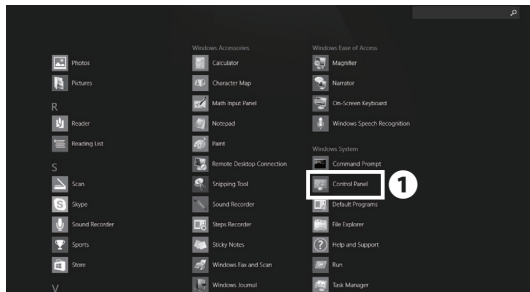 Photos
Pictures
R
Reader
Reading List
S
Scan
Skype
Sound Recorder
Sports
Store
V
Windows Accessories
Calculator
Character Map
Math Input Panel
Notepad
Paint
Remote Desktop Connection
Snipping Tool
Sound Recorder
Steps Recorder
Sticky Notes
Windows Fax and Scan
Windows Journal
Windows Ease of Access
Magnifier
Narrator
On-Screen Keyboard
Windows Speech Recognition
Windows System
Command Prompt
Control Panel
1
Default Programs
File Explorer
Help and Support
Run
Task Manager